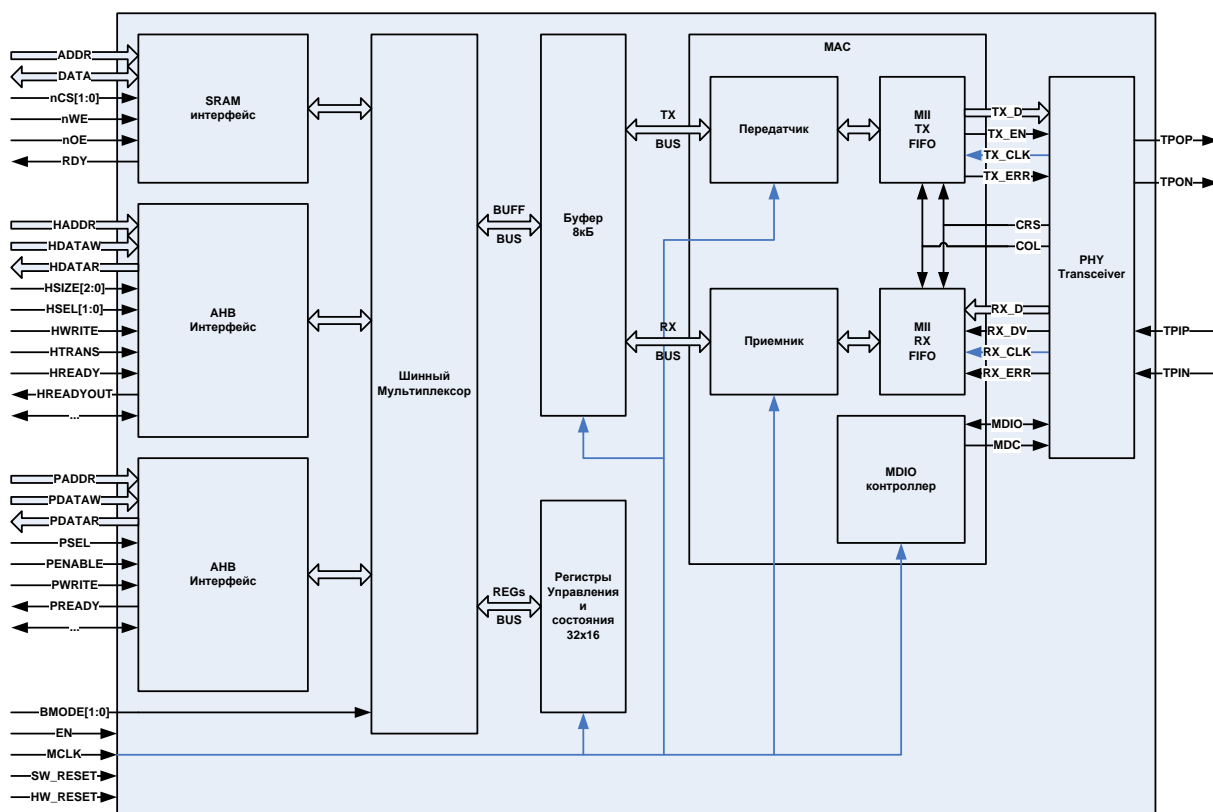 ADDR
DATA
nCS[1:0]
nWE
nOE
RDY
SRAM
интерфейс
HADDR
HDATAW
HDATAR
HSIZE[2:0]
HSEL[1:0]
HWRITE
HTRANS
HREADY
HREADYOUT
...
AHB
Интерфейс
PADDR
PDATAW
PDATAR
PSEL
PENABLE
PWRITE
PREADY
...
AHB
Интерфейс
BMODE[1:0]
EN
MCLK
SW_RESET
HW_RESET
Шинный
Мультиплексор
BUFF
BUS
REGs
BUS
Буфер
8кБ
Регистры
Управления
и
состояния
32x16
TX
BUS
RX
BUS
MAC
Передатчик
MII
TX
FIFO
Приемник
MII
RX
FIFO
MDIO
контроллер
TX_D
TX_EN
TX_CLK
TX_ERR
CRS
COL
RX_D
RX_DV
RX_CLK
RX_ERR
MDIO
MDC
PHY
Transceiver
TPOP
TPON
TPIP
TPIN